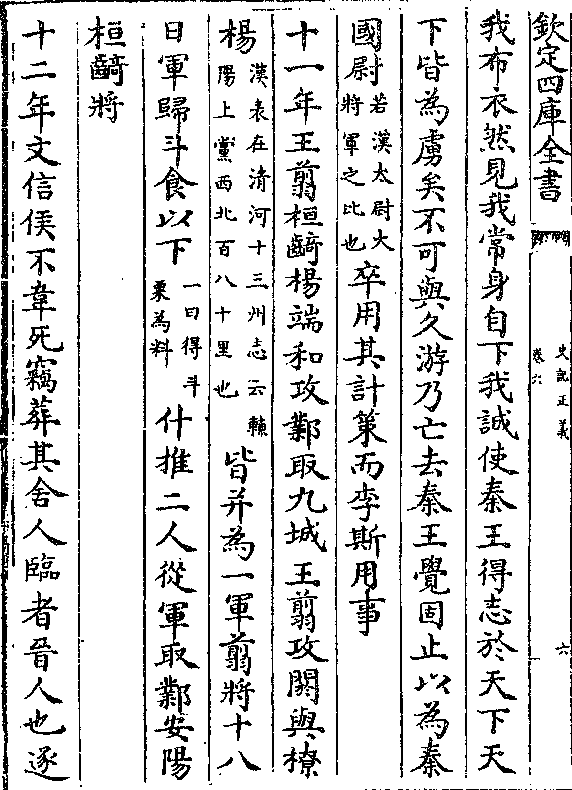 欽定四庫全書
史記正義
卷六
六
我布衣然見我常身自下我誠使秦王得志於天下天
下皆為虜矣不可與久游乃亡去秦王覺固止以為秦
國尉若漢太尉大將軍之比也卒用其計策而李斯用事
十一年王翦桓齮楊端和攻鄴取九城王翦攻閼與橑
楊漢表在清河十三州志云轑陽上黨西北百八十里也皆并為一軍翦將十八
日軍歸斗食以下一曰得斗粟為料什推二人從軍取鄴安陽
桓齮將
十二年文信侯不韋死竊葬其舍人臨者晉人也逐